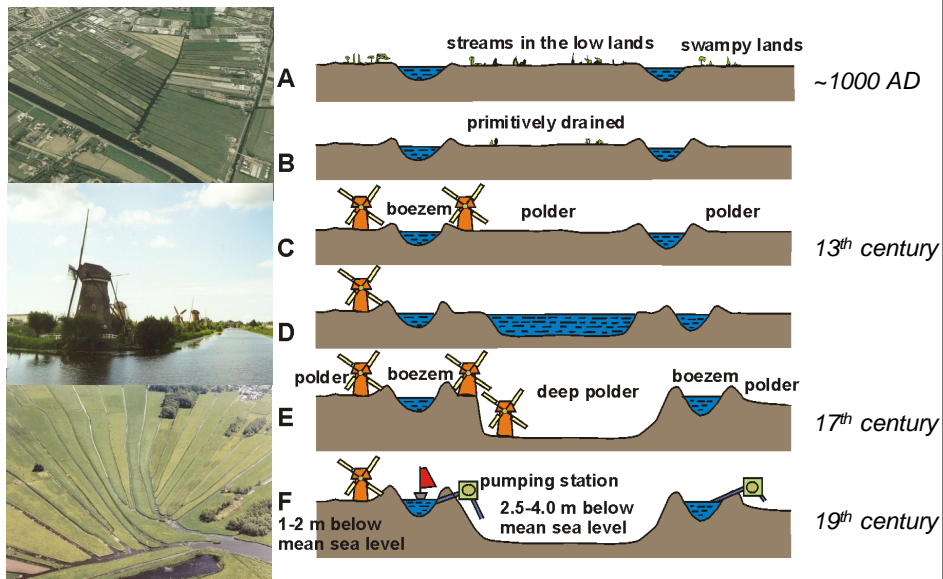 streams in the low lands
swampy lands
A
~1000 AD
primitively drained
B
boezem
polder
polder
C
13th century
D
polder
boezem
deep polder
boezem
polder
E
17th century
pumping station
F
2.5-4.0 m below
mean sea level
1-2 m below
mean sea level
19th century